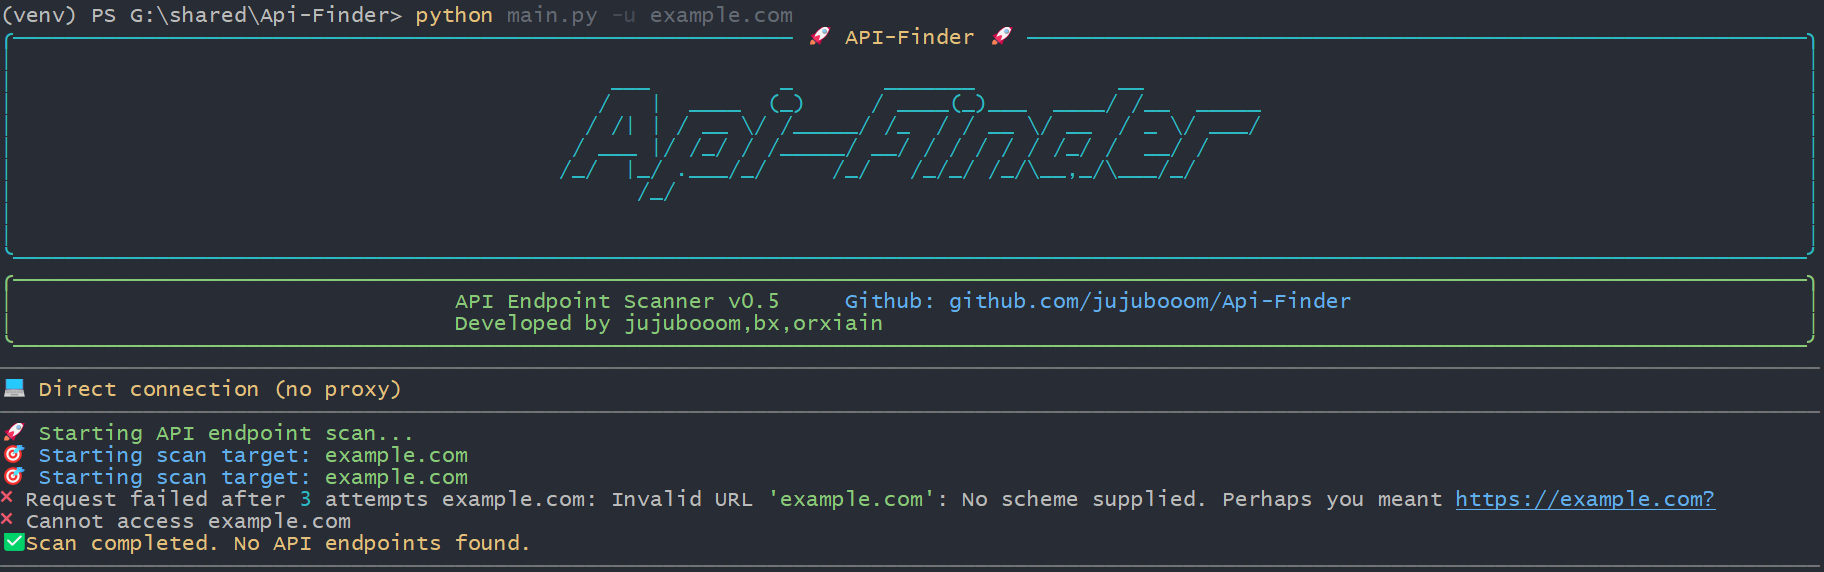 (venv) PS G:\shared\Api-Finder> python main.py -u example.com
🚀 API-Finder 🚀
Api-Finder
API Endpoint Scanner v0.5     Github: github.com/jujubooom/Api-Finder
Developed by jujubooom,bx,orxiain
💻 Direct connection (no proxy)
🚀 Starting API endpoint scan...
🎯 Starting scan target: example.com
🎯 Starting scan target: example.com
✕ Request failed after 3 attempts example.com: Invalid URL 'example.com': No scheme supplied. Perhaps you meant https://example.com?
✕ Cannot access example.com
✅Scan completed. No API endpoints found.